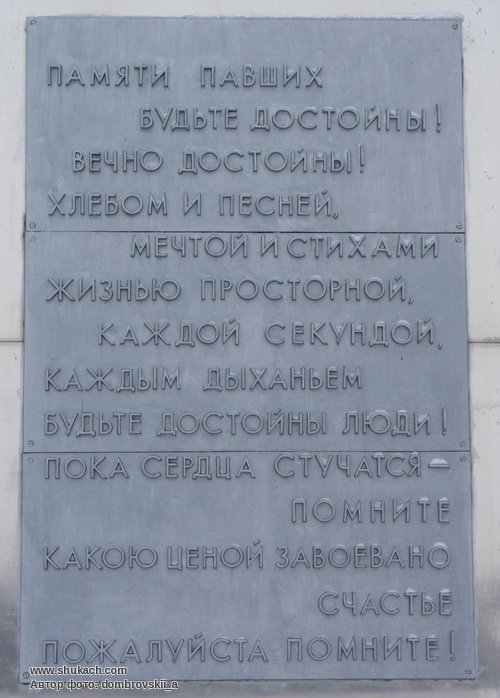 ПАМЯТИ ПАВШИХ
БУДЬТЕ ДОСТОЙНЫ!
ВЕЧНО ДОСТОЙНЫ!
ХЛЕБОМ И ПЕСНЕЙ,
МЕЧТОЙ И СТИХАМИ
ЖИЗНЬЮ ПРОСТОРНОЙ,
КАЖДОЙ СЕКУНДОЙ,
КАЖДЫМ ДЫХАНЬЕМ
БУДЬТЕ ДОСТОЙНЫ ЛЮДИ!
ПОКА СЕРДЦА СТУЧАТСЯ –
ПОМНИТЕ
КАКОЮ ЦЕНОЙ ЗАВОЕВАНО
СЧАСТЬЕ
ПОЖАЛУЙСТА ПОМНИТЕ!
www.shukach.com
Автор фото: dombrovskii_a